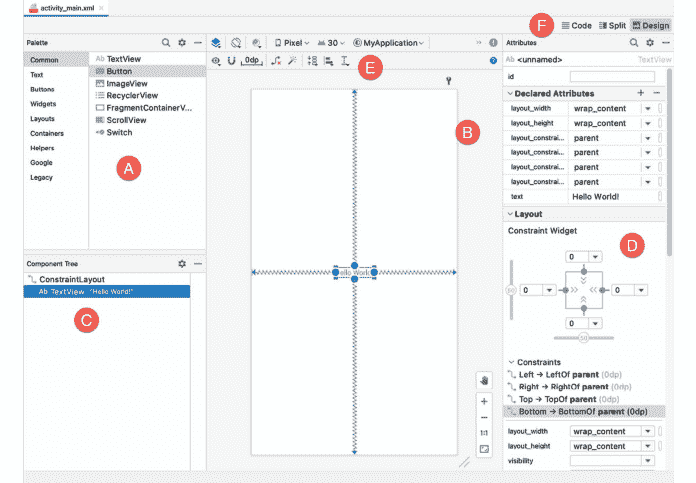 activity_main.xml
F Code Split Design
Palette
Common
Text
Buttons
Widgets
Layouts
Containers
Helpers
Google
Legacy
Ab TextView
Button
ImageView
RecyclerView
FragmentContainerV...
ScrollView
Switch
A
Pixel 30 MyApplication
0dp
E
B
Hello World
Component Tree
ConstraintLayout
Ab TextView "Hello World!"
C
Attributes
Ab <unnamed> TextView
id
Declared Attributes
layout_width wrap_content
layout_height wrap_content
layout_constrai... parent
layout_constrai... parent
layout_constrai... parent
layout_constrai... parent
text Hello World!
Layout
Constraint Widget
D
0
50
0 0
0
50
Constraints
Left → LeftOf parent (0dp)
Right → RightOf parent (0dp)
Top → TopOf parent (0dp)
Bottom → BottomOf parent (0dp)
layout_width wrap_content
layout_height wrap_content
visibility
1:1